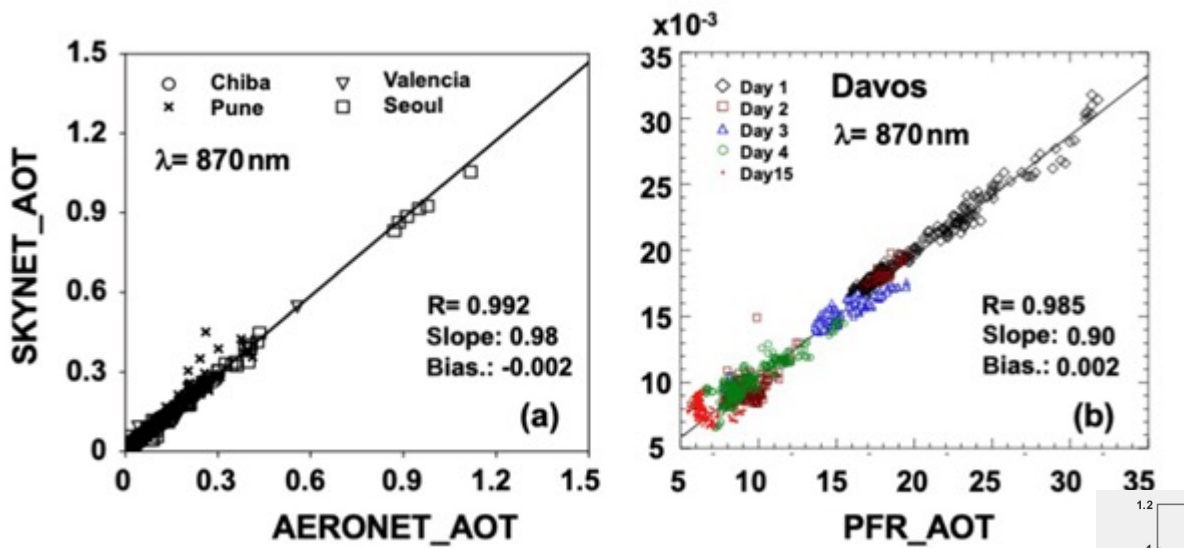 1.5
1.2
0.9
0.6
0.3
0
SKYNET_AOT
Chiba
Valencia
Pune
Seoul
λ= 870 nm
R= 0.992
Slope: 0.98
Bias.: -0.002
(a)
0 0.3 0.6 0.9 1.2 1.5
AERONET_AOT
x10-3
35
30
25
20
15
10
5
Day 1
Day 2
Day 3
Day 4
Day15
Davos
λ= 870 nm
R= 0.985
Slope: 0.90
Bias.: 0.002
(b)
5 10 15 20 25 30 35
PFR_AOT
1.2